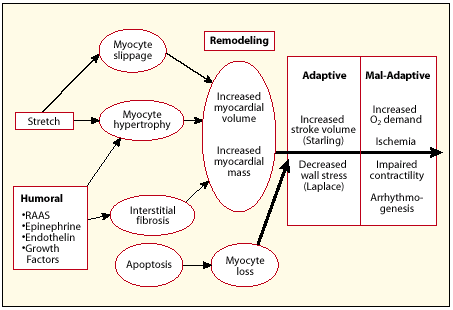 Myocyte
slippage
Remodeling
Stretch
Myocyte
hypertrophy
Increased
myocardial
volume
Increased
myocardial
mass
Adaptive
Increased
stroke volume
(Starling)
Decreased
wall stress
(Laplace)
Mal-Adaptive
Increased
O₂ demand
Ischemia
Impaired
contractility
Arrhythmo-
genesis
Humoral
•RAAS
•Epinephrine
•Endothelin
•Growth
Factors
Interstitial
fibrosis
Apoptosis
Myocyte
loss